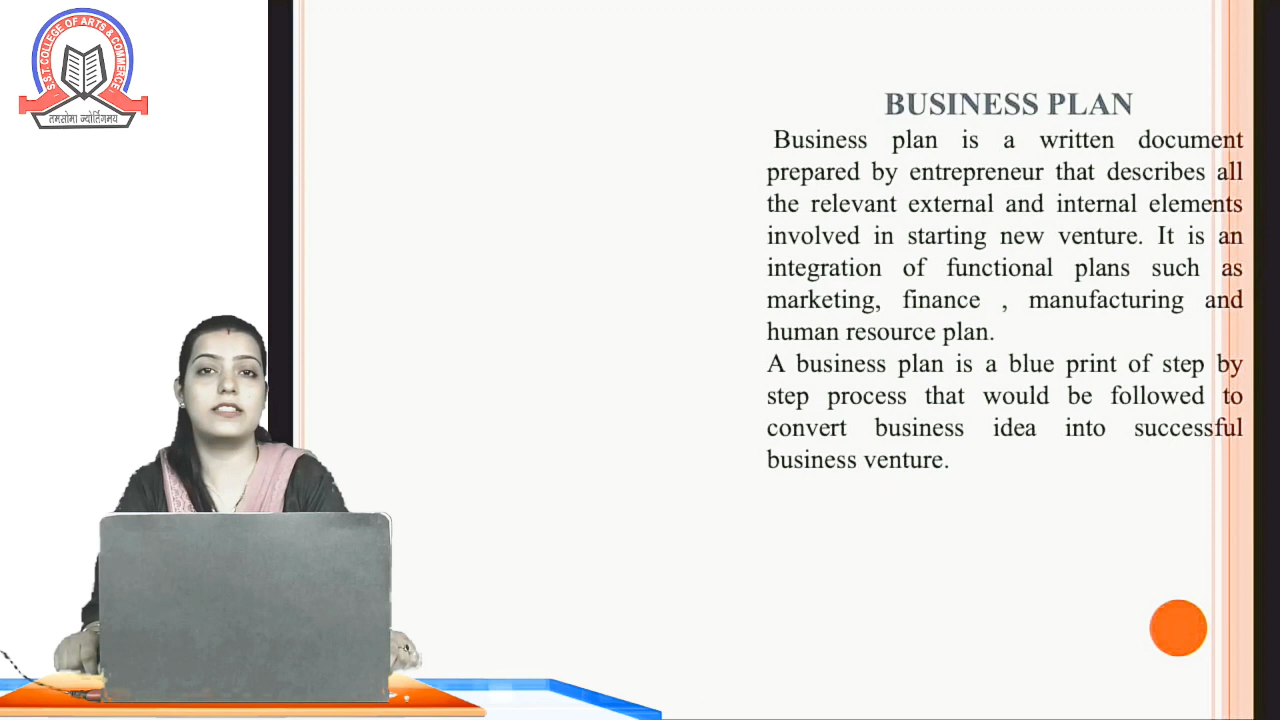 S.S.T. COLLEGE OF ARTS & COMMERCE
तमसोमा ज्योर्तिगमय
BUSINESS PLAN
Business plan is a written document
prepared by entrepreneur that describes all
the relevant external and internal elements
involved in starting new venture. It is an
integration of functional plans such as
marketing, finance , manufacturing and
human resource plan.
A business plan is a blue print of step by
step process that would be followed to
convert business idea into successful
business venture.